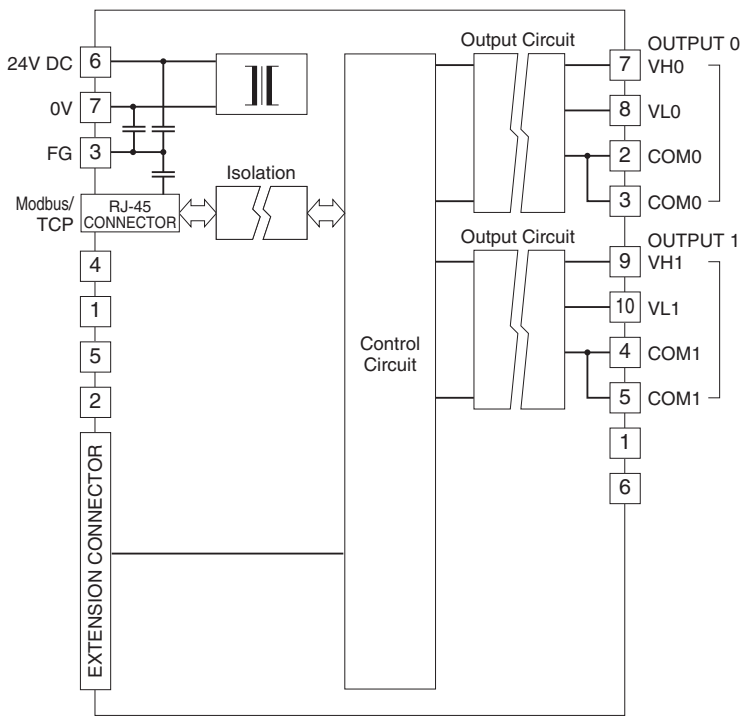 24V DC 6
0V 7
FG 3
Modbus/
TCP
RJ-45
CONNECTOR
Isolation
4
1
5
2
EXTENSION CONNECTOR
Control
Circuit
Output Circuit
OUTPUT 0
7 VH0
8 VL0
2 COM0
3 COM0
Output Circuit
OUTPUT 1
9 VH1
10 VL1
4 COM1
5 COM1
1
6